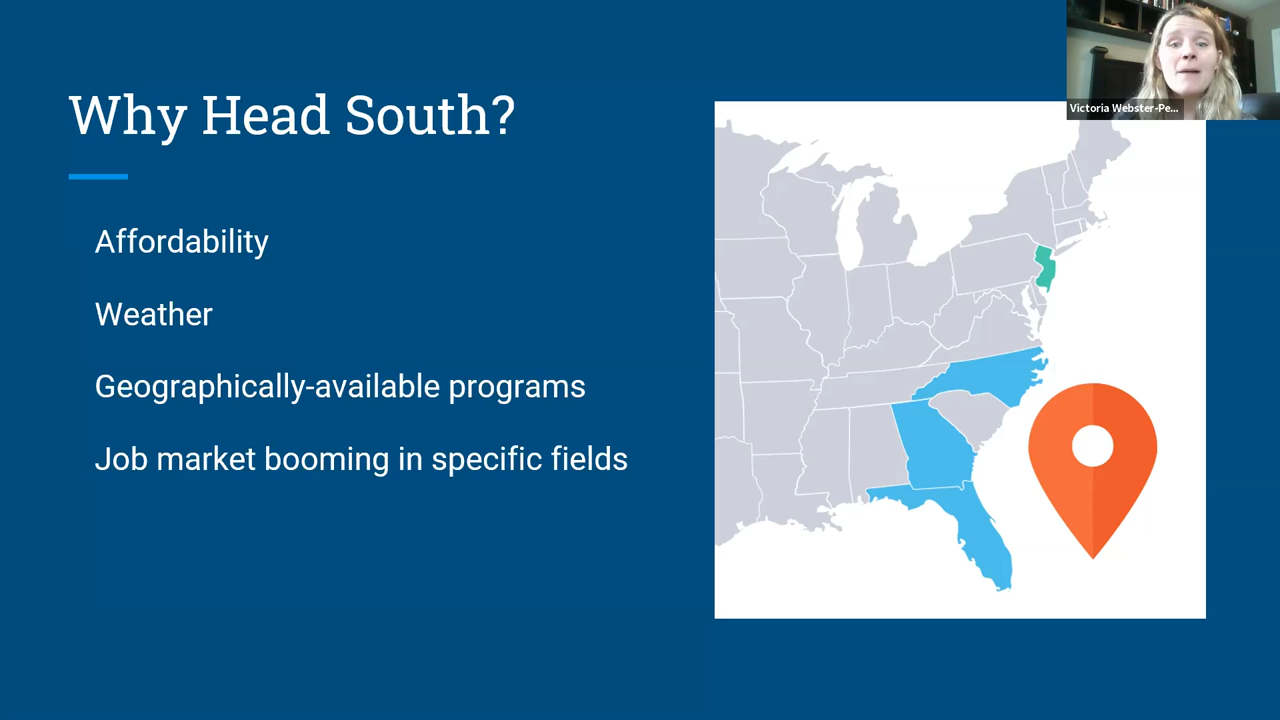 Why Head South?
Affordability
Weather
Geographically-available programs
Job market booming in specific fields
Victoria Webster-Pe...